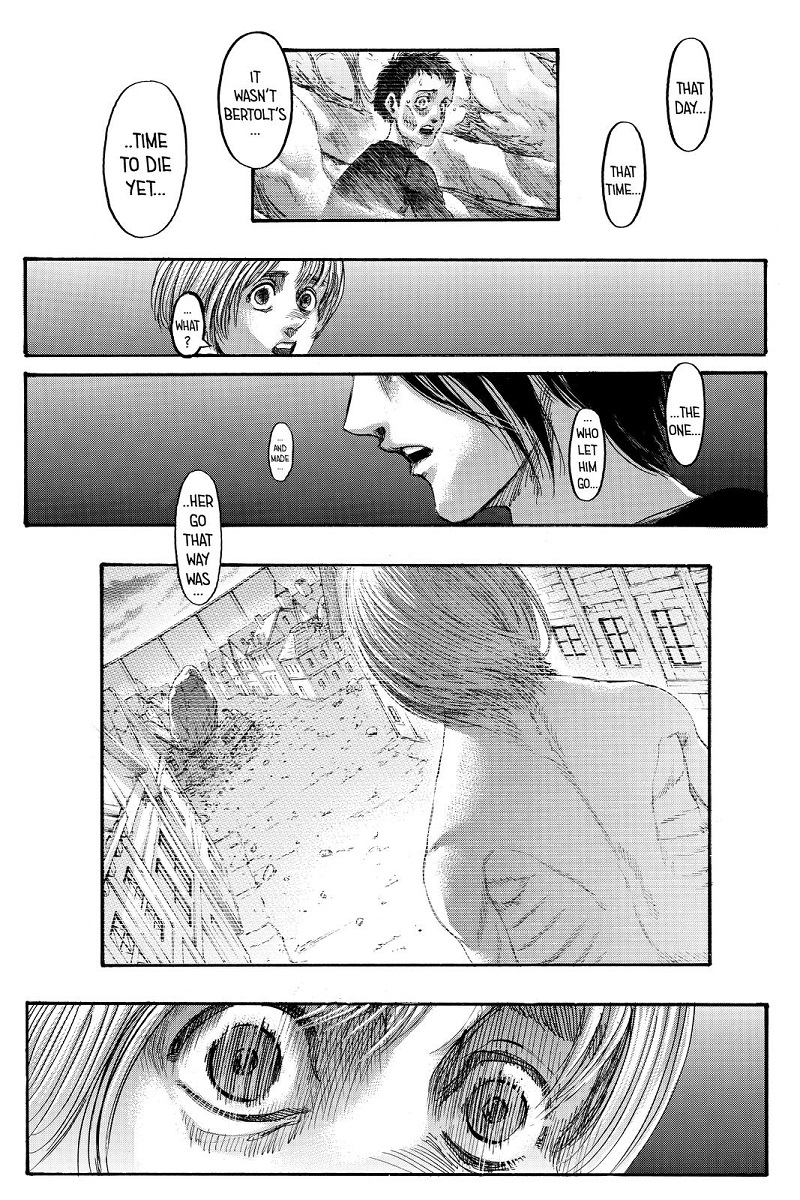 THAT
DAY...
THAT
TIME...
IT
WASN'T
BERTOLT'S
...
..TIME
TO DIE
YET...
...
WHAT
?
...THE
ONE...
...
WHO
LET
HIM
GO...
...
AND
MADE
...
..HER
GO
THAT
WAY
WAS
...